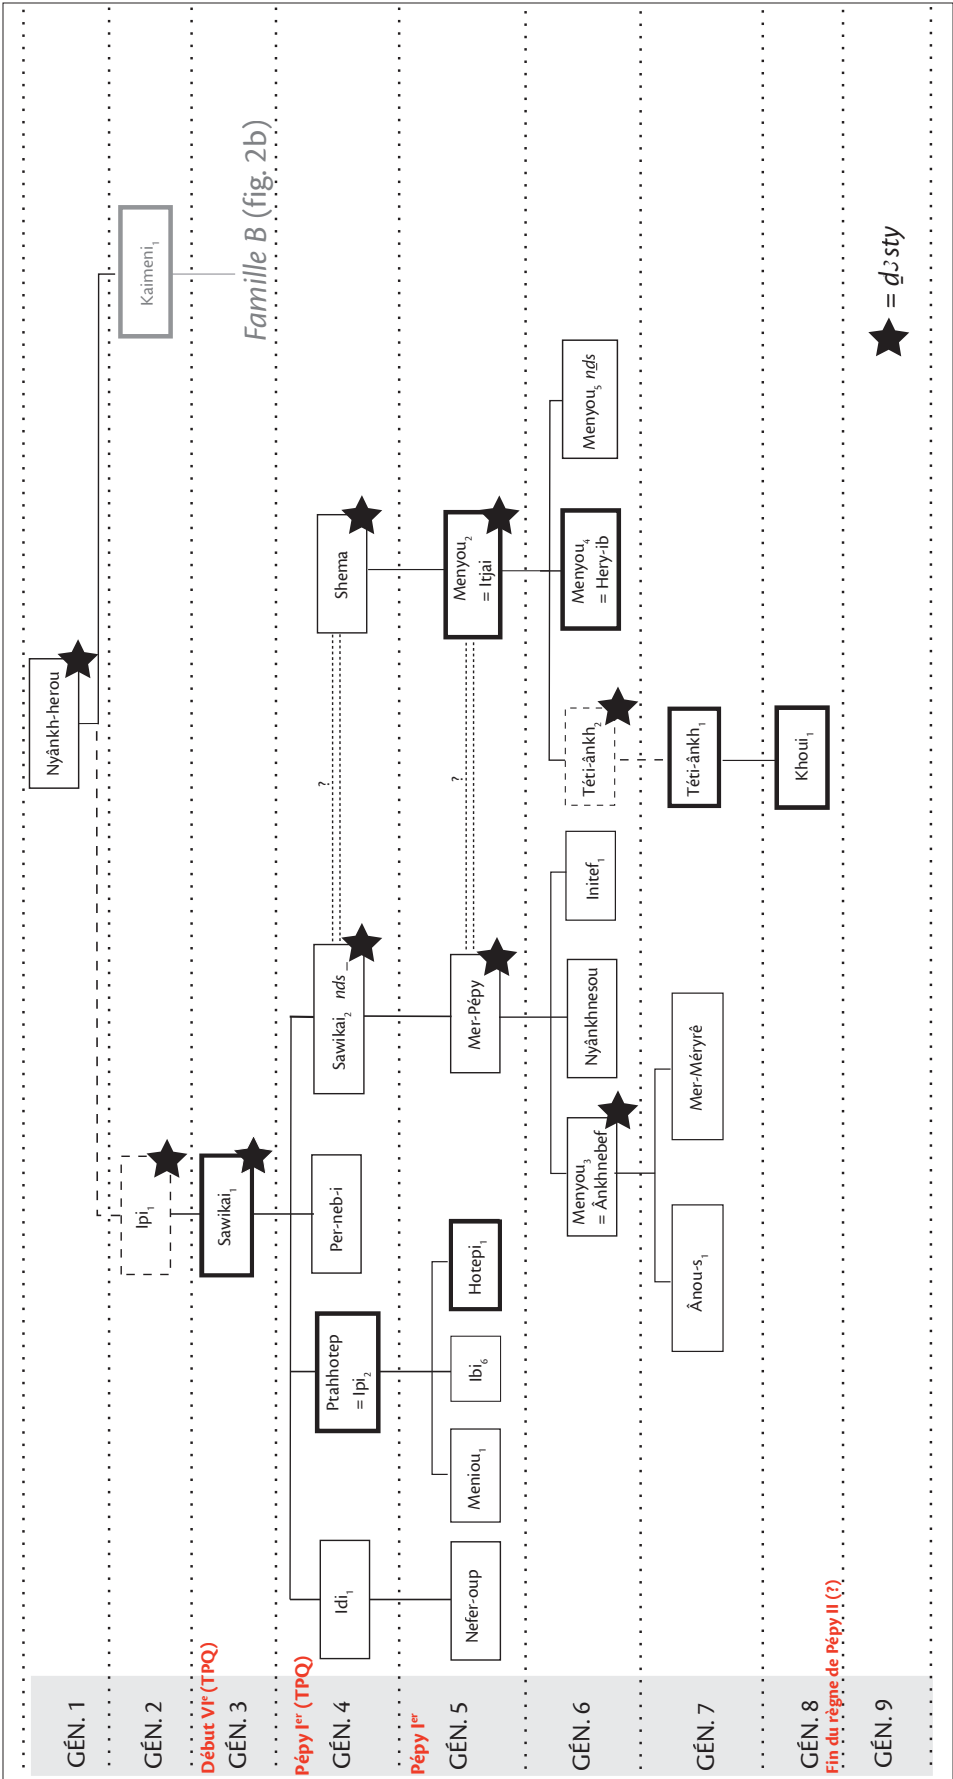 GÉN. 1
Nyânkh-herou
GÉN. 2
Ipi₁
Kaimeni₁
Famille B (fig. 2b)
Début VIᵉ (TPQ)
GÉN. 3
Sawikai₁
Pépy Iᵉʳ (TPQ)
GÉN. 4
Idi₁
Ptahhotep
= Ipi₂
Per-neb-i
Sawikai₂ nds
?
Shema
Pépy Iᵉʳ
GÉN. 5
Nefer-oup
Meniou₁
Ibi₆
Hotepi₁
Mer-Pépy
?
Menyou₂
= Itjai
GÉN. 6
Menyou₃
= Ânkhnebef
Nyânkhnesou
Initef₁
Téti-ânkh₂
Menyou₄
= Hery-ib
Menyou₅ nḏs
GÉN. 7
Ânou-s₁
Mer-Méryrê
Téti-ânkh₁
GÉN. 8
Khoui₁
Fin du règne de Pépy II (?)
GÉN. 9
★ = ḏꜣsty